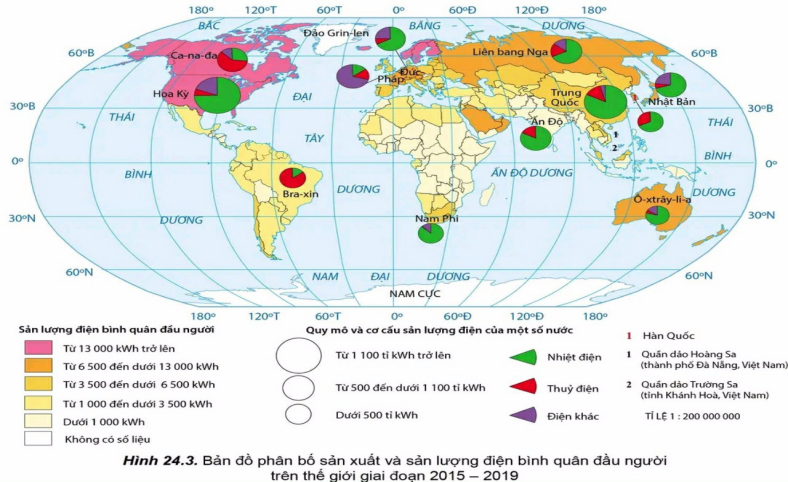 180° 120°T 60°T 0° 60°Đ 120°Đ 180°
BẮC BĂNG DƯƠNG
Đảo Grin-len
60°B Ca-na-đa Liên bang Nga 60°B
Pháp Đức
Hoa Kỳ ĐẠI Trung Quốc Nhật Bản
30°B 30°B
THÁI Ấn Độ THÁI
1
TÂY 2
0° BÌNH ẤN ĐỘ DƯƠNG BÌNH 0°
Bra-xin DƯƠNG
DƯƠNG DƯƠNG
Nam Phi Ô-xtrây-li-a
30°N 30°N
60°N NAM ĐẠI DƯƠNG 60°N
NAM CỰC
180° 120°T 60°T 0° 60°Đ 120°Đ 180°
Sản lượng điện bình quân đầu người
Từ 13 000 kWh trở lên
Từ 6 500 đến dưới 13 000 kWh
Từ 3 500 đến dưới 6 500 kWh
Từ 1 000 đến dưới 3 500 kWh
Dưới 1 000 kWh
Không có số liệu
Quy mô và cơ cấu sản lượng điện của một số nước
Từ 1 100 tỉ kWh trở lên
Từ 500 đến dưới 1 100 tỉ kWh
Dưới 500 tỉ kWh
Nhiệt điện
Thuỷ điện
Điện khác
1 Hàn Quốc
1 Quần đảo Hoàng Sa
(thành phố Đà Nẵng, Việt Nam)
2 Quần đảo Trường Sa
(tỉnh Khánh Hoà, Việt Nam)
TỈ LỆ 1 : 200 000 000
Hình 24.3. Bản đồ phân bố sản xuất và sản lượng điện bình quân đầu người
trên thế giới giai đoạn 2015 – 2019